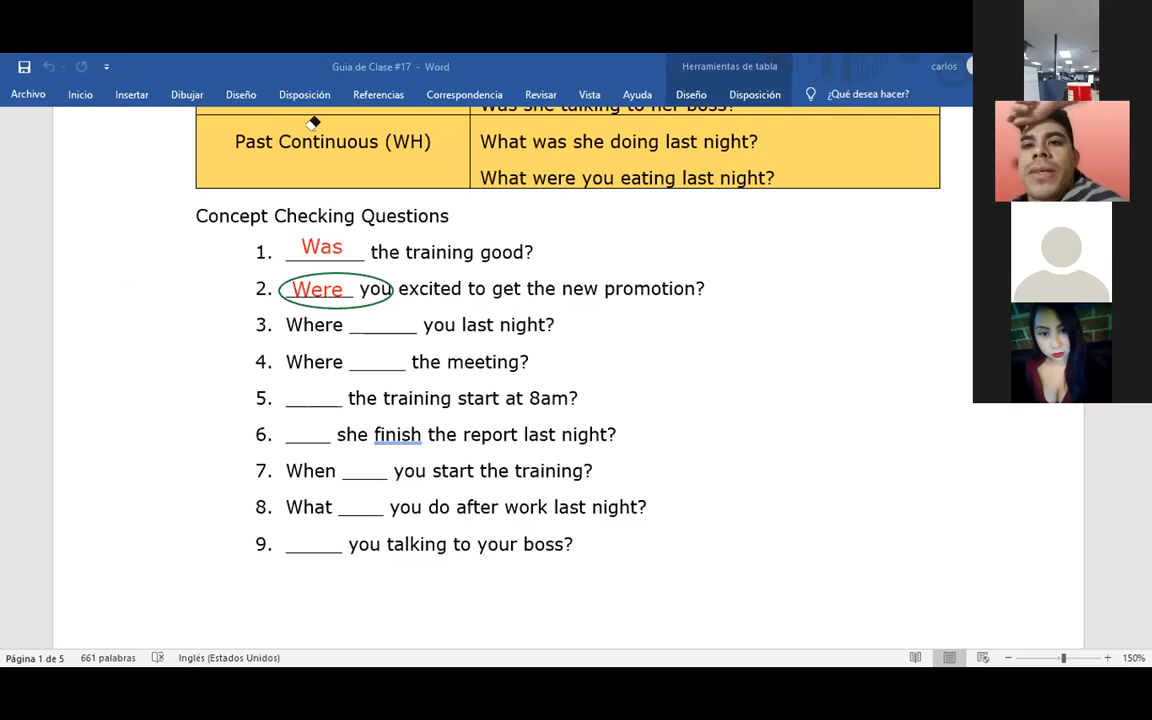 Guia de Clase #17 - Word
Herramientas de tabla
carlos
Archivo Inicio Insertar Dibujar Diseño Disposición Referencias Correspondencia Revisar Vista Ayuda Diseño Disposición ¿Qué desea hacer?
Was she talking to her boss?
Past Continuous (WH)
What was she doing last night?
What were you eating last night?
Concept Checking Questions
1. Was the training good?
2. Were you excited to get the new promotion?
3. Where _______ you last night?
4. Where ______ the meeting?
5. ______ the training start at 8am?
6. _____ she finish the report last night?
7. When _____ you start the training?
8. What _____ you do after work last night?
9. ______ you talking to your boss?
Página 1 de 5 661 palabras Inglés (Estados Unidos) 150%